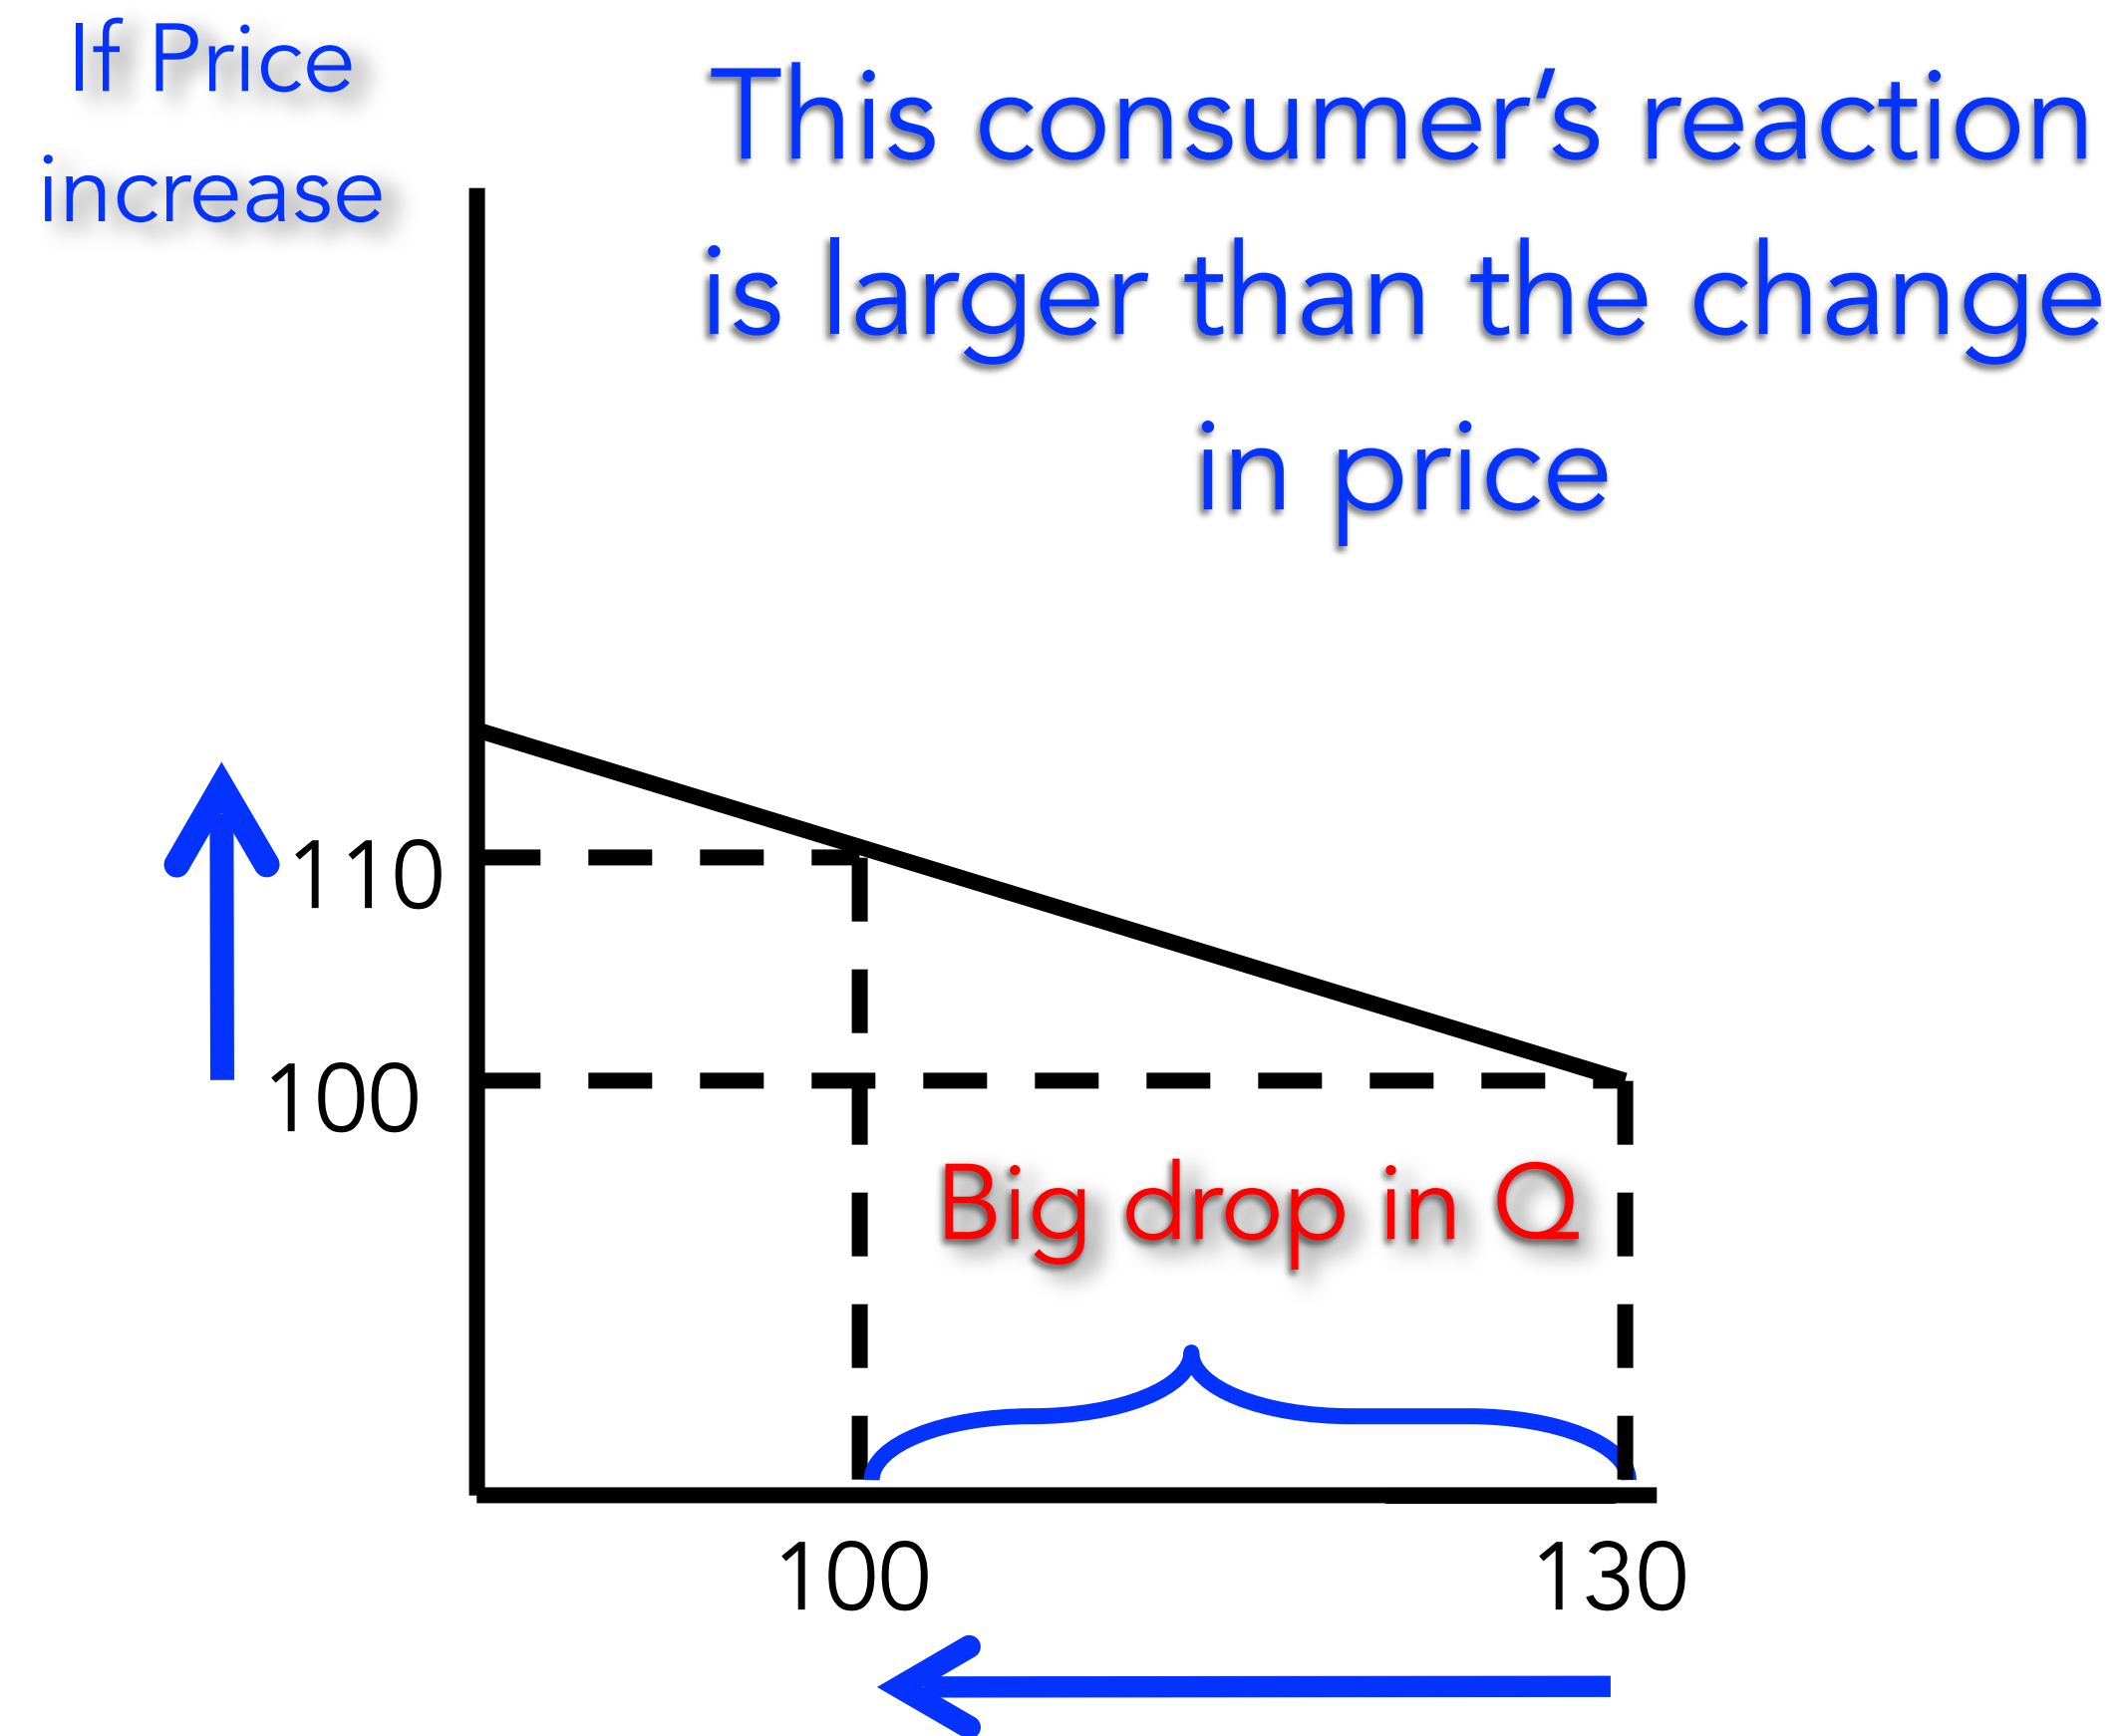 If Price
increase
This consumer’s reaction
is larger than the change
in price
110
100
Big drop in Q
100
130